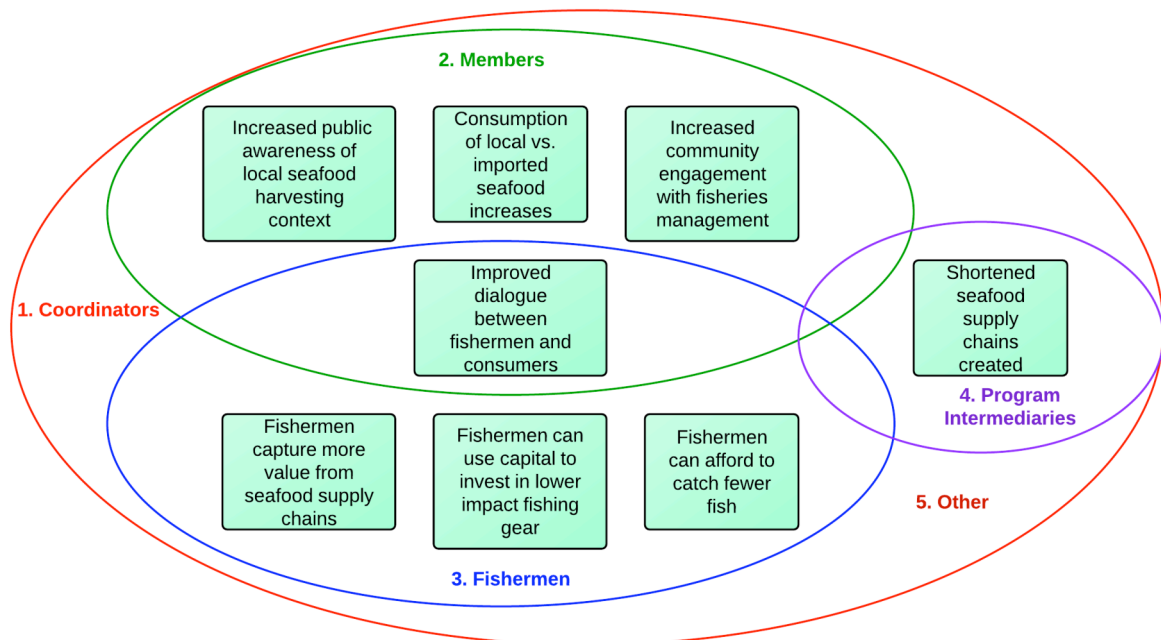 2. Members
Increased public
awareness of
local seafood
harvesting
context
Consumption
of local vs.
imported
seafood
increases
Increased
community
engagement
with fisheries
management
1. Coordinators
Improved
dialogue
between
fishermen and
consumers
Shortened
seafood
supply
chains
created
4. Program
Intermediaries
Fishermen
capture more
value from
seafood supply
chains
Fishermen can
use capital to
invest in lower
impact fishing
gear
Fishermen
can afford to
catch fewer
fish
5. Other
3. Fishermen